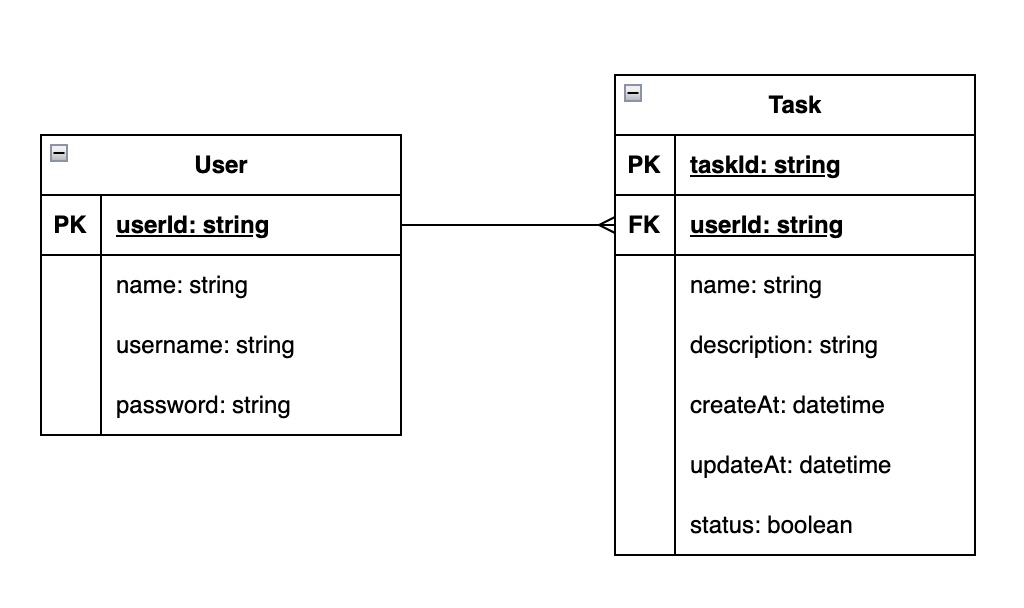 User
PK userId: string
name: string
username: string
password: string
Task
PK taskId: string
FK userId: string
name: string
description: string
createAt: datetime
updateAt: datetime
status: boolean